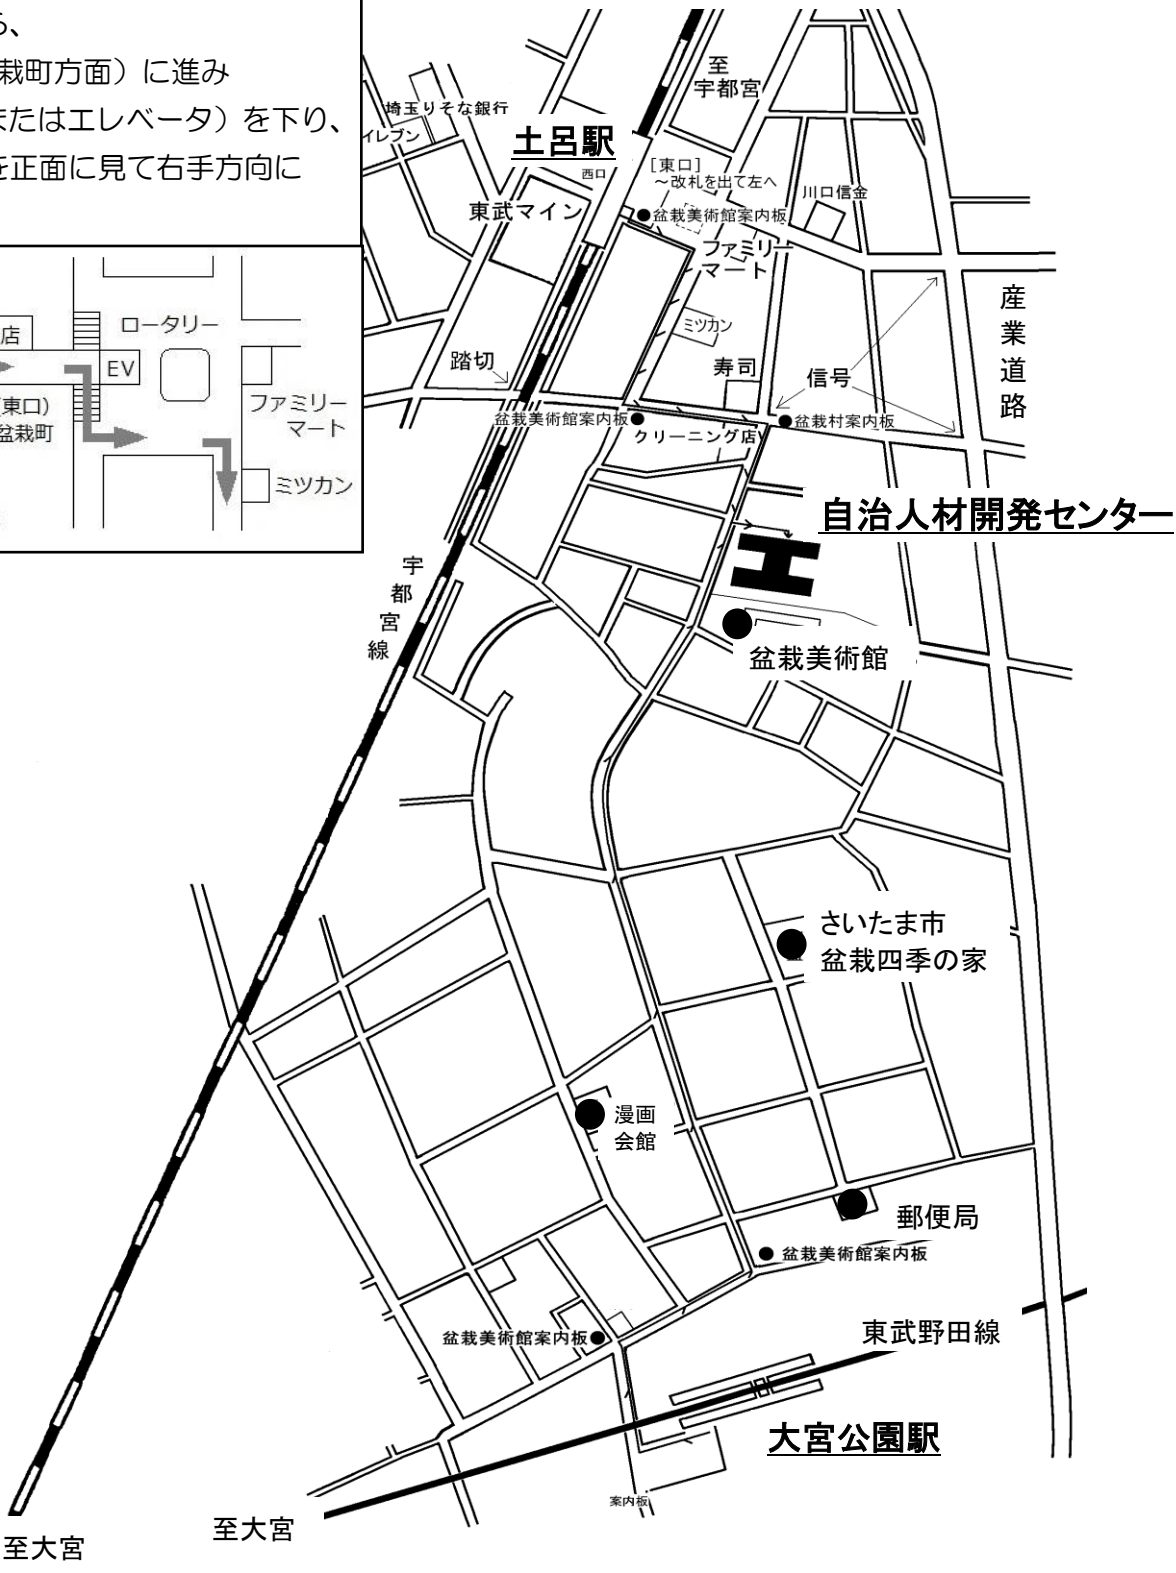 ら、
栽町方面）に進み
またはエレベータ）を下り、
を正面に見て右手方向に
店
ロータリー
EV
東口）
盆栽町
ファミリー
マート
ミツカン
至
宇都宮
埼玉りそな銀行
イレブン
土呂駅
西口
［東口］
～改札を出て左へ
川口信金
東武マイン
盆栽美術館案内板
ファミリー
マート
産業道路
ミツカン
踏切
寿司
信号
盆栽美術館案内板
盆栽村案内板
クリーニング店
自治人材開発センター
宇都宮線
盆栽美術館
さいたま市
盆栽四季の家
漫画
会館
郵便局
盆栽美術館案内板
盆栽美術館案内板
東武野田線
大宮公園駅
案内板
至大宮
至大宮